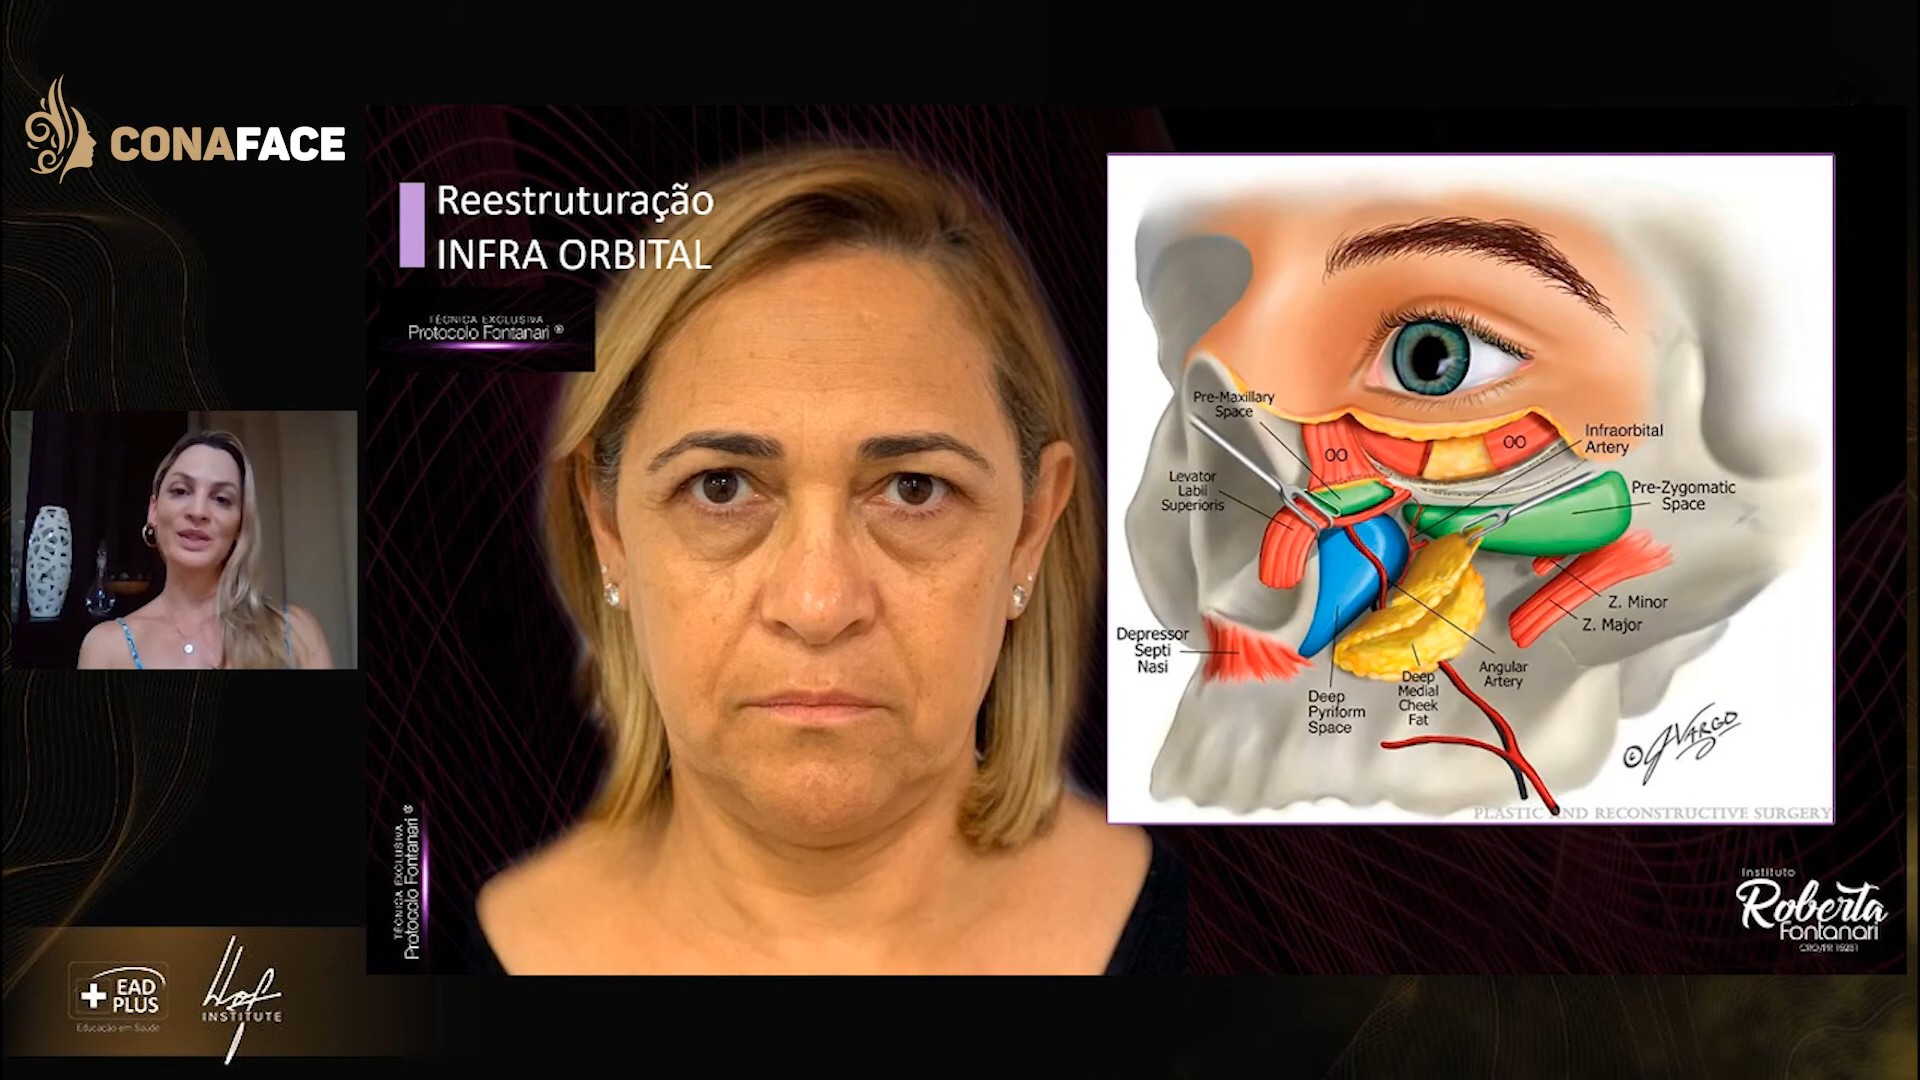 CONAFACE
Reestruturação
INFRA ORBITAL
TÉCNICA EXCLUSIVA
Protocolo Fontanari ®
TÉCNICA EXCLUSIVA
Protocolo Fontanari ®
Pre-Maxillary
Space
OO
OO
Infraorbital
Artery
Levator
Labii
Superioris
Pre-Zygomatic
Space
Z. Minor
Z. Major
Depressor
Septi
Nasi
Angular
Artery
Deep
Medial
Cheek
Fat
Deep
Pyriform
Space
© JVARGO
PLASTIC AND RECONSTRUCTIVE SURGERY
Instituto
Roberta
Fontanari
EAD
PLUS
Educação em Saúde
Hof
INSTITUTE